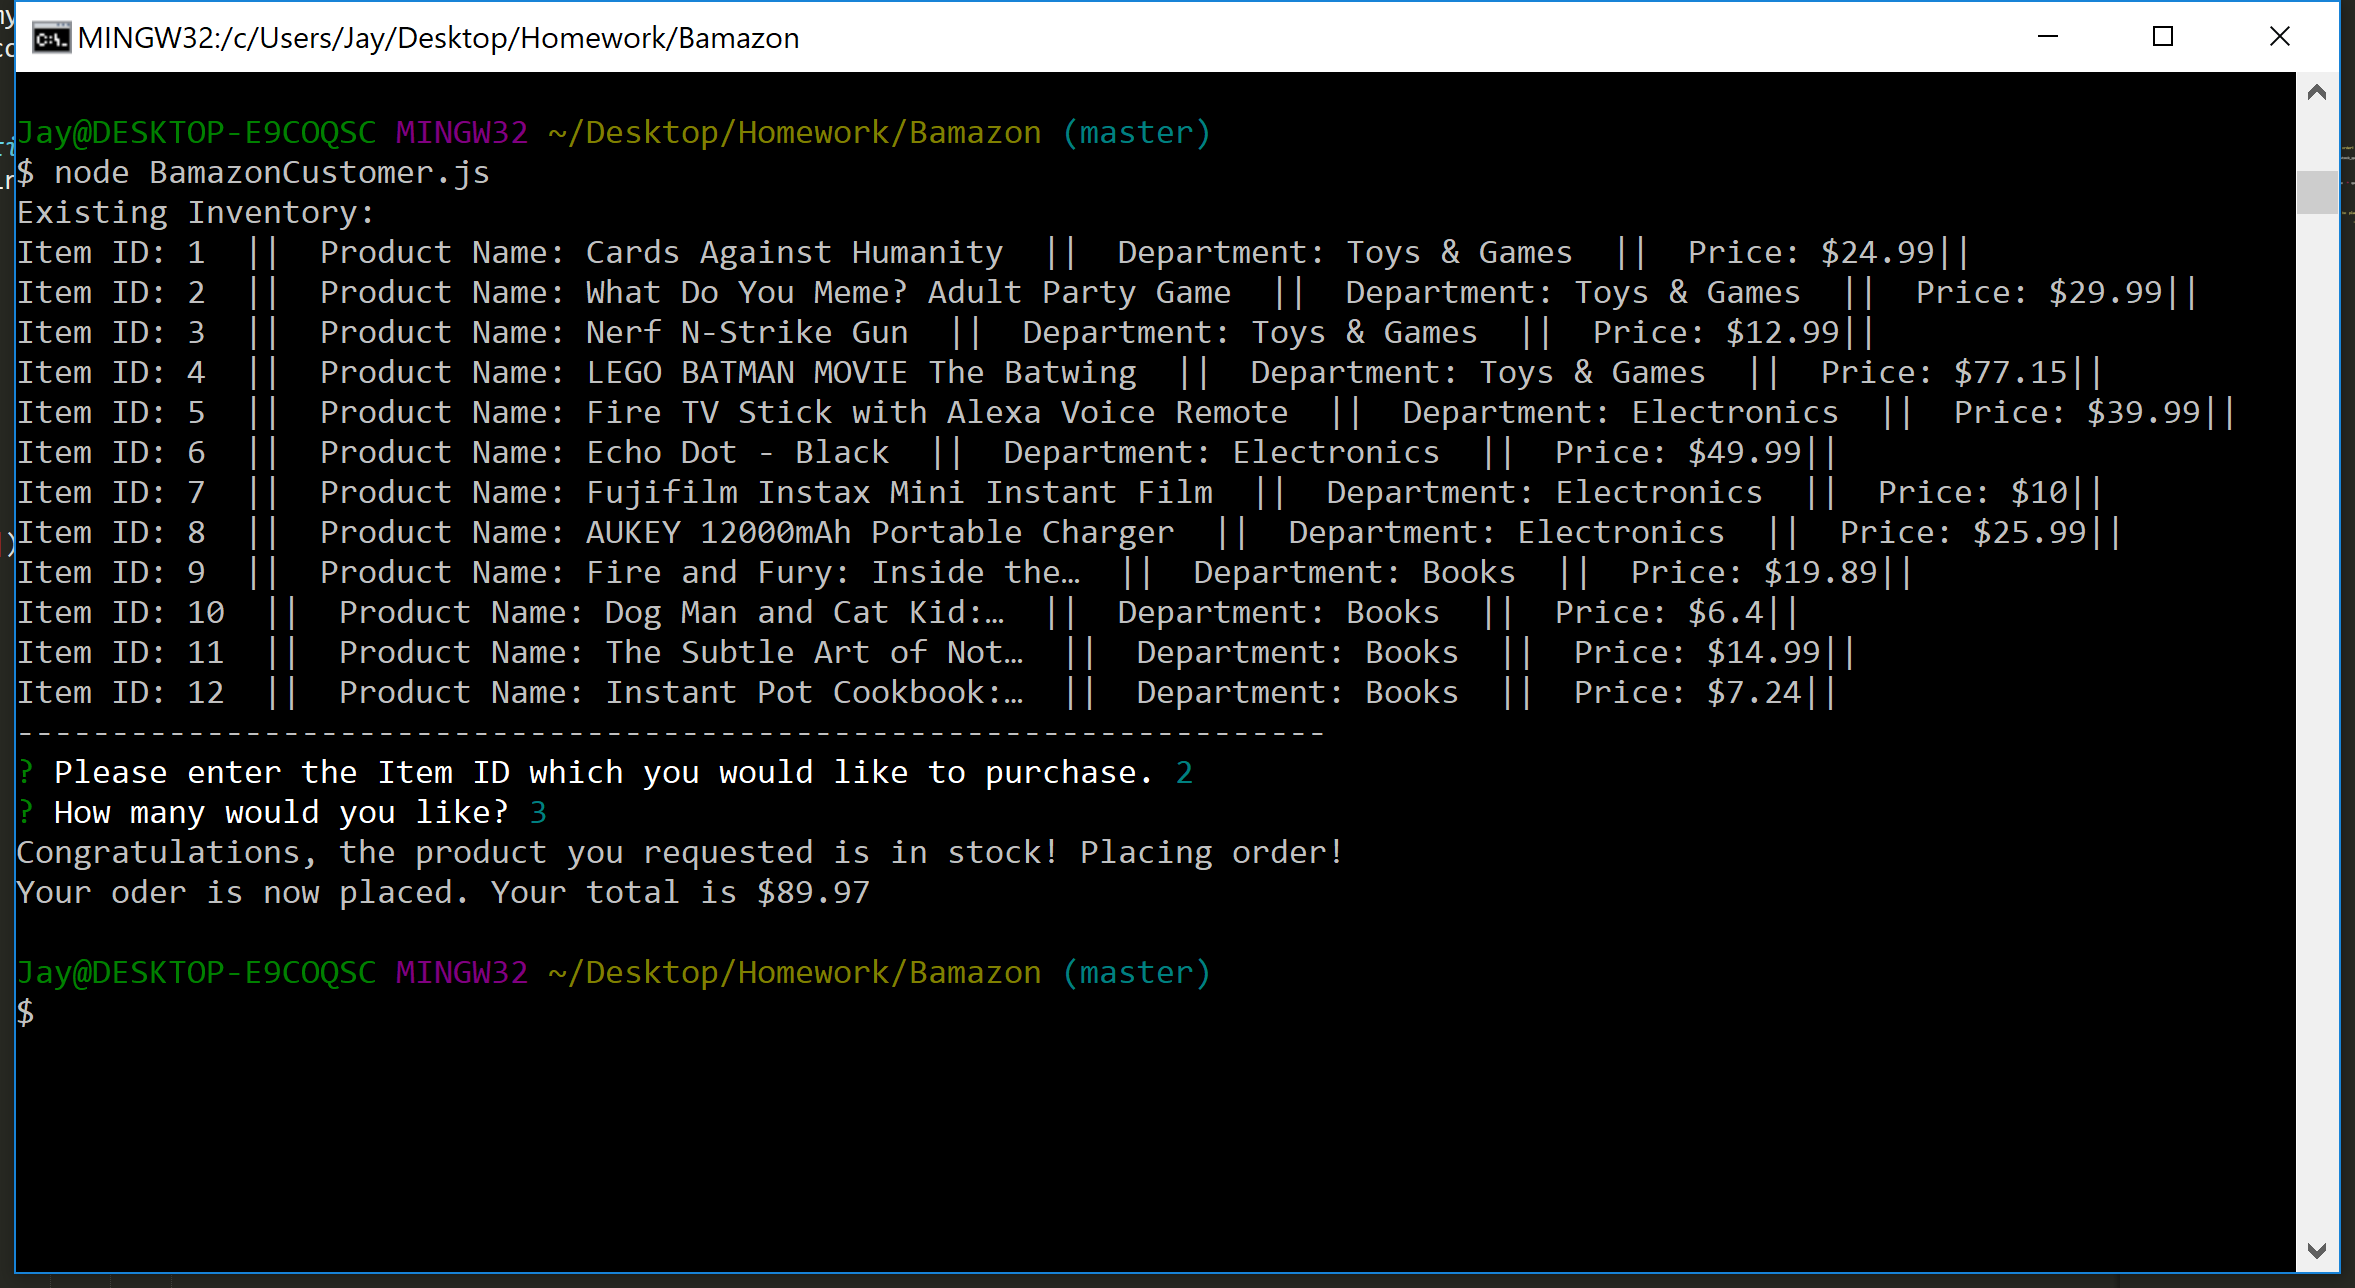 MINGW32:/c/Users/Jay/Desktop/Homework/Bamazon
Jay@DESKTOP-E9COQSC MINGW32 ~/Desktop/Homework/Bamazon (master)
$ node BamazonCustomer.js
Existing Inventory:
Item ID: 1  ||  Product Name: Cards Against Humanity  ||  Department: Toys & Games  ||  Price: $24.99||
Item ID: 2  ||  Product Name: What Do You Meme? Adult Party Game  ||  Department: Toys & Games  ||  Price: $29.99||
Item ID: 3  ||  Product Name: Nerf N-Strike Gun  ||  Department: Toys & Games  ||  Price: $12.99||
Item ID: 4  ||  Product Name: LEGO BATMAN MOVIE The Batwing  ||  Department: Toys & Games  ||  Price: $77.15||
Item ID: 5  ||  Product Name: Fire TV Stick with Alexa Voice Remote  ||  Department: Electronics  ||  Price: $39.99||
Item ID: 6  ||  Product Name: Echo Dot - Black  ||  Department: Electronics  ||  Price: $49.99||
Item ID: 7  ||  Product Name: Fujifilm Instax Mini Instant Film  ||  Department: Electronics  ||  Price: $10||
Item ID: 8  ||  Product Name: AUKEY 12000mAh Portable Charger  ||  Department: Electronics  ||  Price: $25.99||
Item ID: 9  ||  Product Name: Fire and Fury: Inside the…  ||  Department: Books  ||  Price: $19.89||
Item ID: 10  ||  Product Name: Dog Man and Cat Kid:…  ||  Department: Books  ||  Price: $6.4||
Item ID: 11  ||  Product Name: The Subtle Art of Not…  ||  Department: Books  ||  Price: $14.99||
Item ID: 12  ||  Product Name: Instant Pot Cookbook:…  ||  Department: Books  ||  Price: $7.24||
---------------------------------------------------------------------
? Please enter the Item ID which you would like to purchase. 2
? How many would you like? 3
Congratulations, the product you requested is in stock! Placing order!
Your oder is now placed. Your total is $89.97
Jay@DESKTOP-E9COQSC MINGW32 ~/Desktop/Homework/Bamazon (master)
$